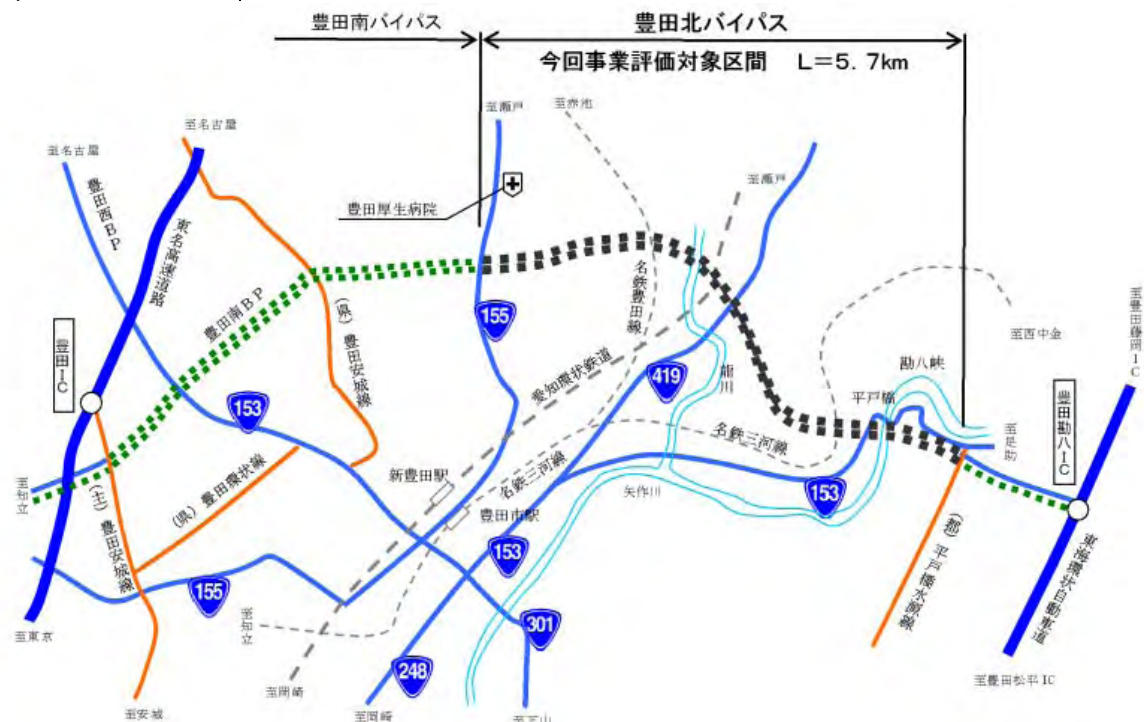 豊田南バイパス
豊田北バイパス
今回事業評価対象区間 L=5.7km
至名古屋
至名古屋
至瀬戸
至赤池
至瀬戸
豊田西BP
東名高速道路
豊田厚生病院
豊田南BP
(県)豊田安城線
155
名鉄豊田線
愛知環状鉄道
419
籠川
至西中金
勘八峡
平戸橋
至豊田藤岡IC
豊田IC
153
豊田勘八IC
至足助
名鉄三河線
新豊田駅
名鉄三河線
矢作川
153
至知立
(主)豊田安城線
(県)豊田環状線
豊田市駅
153
155
至知立
301
248
(都)平戸橋水源線
東海環状自動車道
至東京
至岡崎
至豊田松平IC
至安城
至岡崎